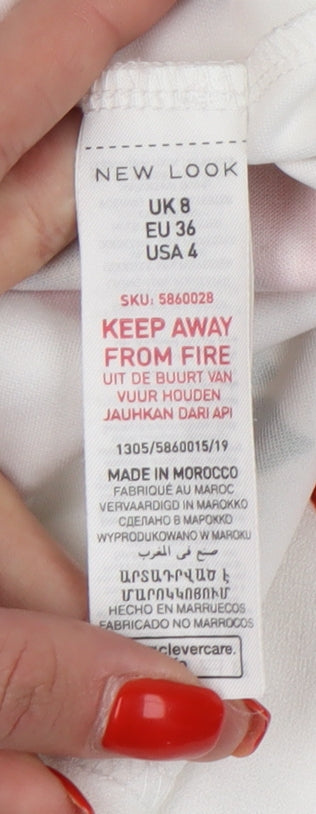 NEW LOOK
UK 8
EU 36
USA 4
SKU: 5860028
KEEP AWAY
FROM FIRE
UIT DE BUURT VAN
VUUR HOUDEN
JAUHKAN DARI API
1305/5860015/19
MADE IN MOROCCO
FABRIQUÉ AU MAROC
VERVAARDIGD IN MAROKKO
СДЕЛАНО В МАРОККО
WYPRODUKOWANO W MAROKU
صنع في المغرب
ԱՐՏԱԴՐՎԱԾ Է
ՄԱՐՈԿԿՈՅՈՒՄ
HECHO EN MARRUECOS
FABRICADO NO MARROCOS
clevercare.